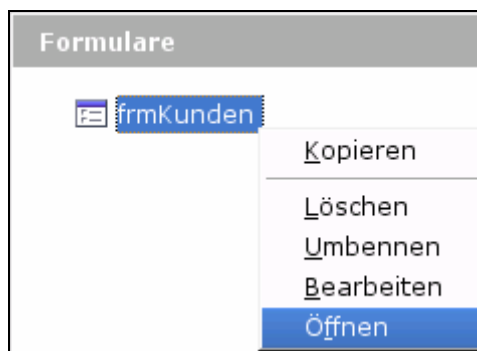 Formulare
frmKunden
Kopieren
Löschen
Umbennen
Bearbeiten
Öffnen